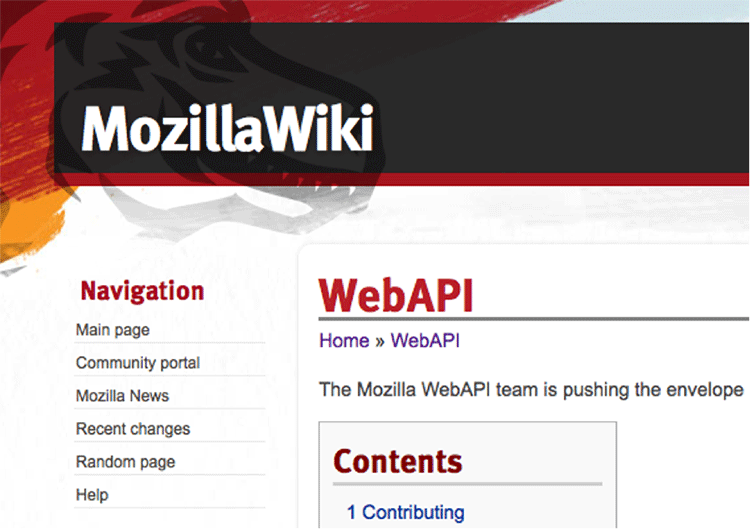 MozillaWiki
Navigation
Main page
Community portal
Mozilla News
Recent changes
Random page
Help
WebAPI
Home » WebAPI
The Mozilla WebAPI team is pushing the envelope
Contents
1 Contributing